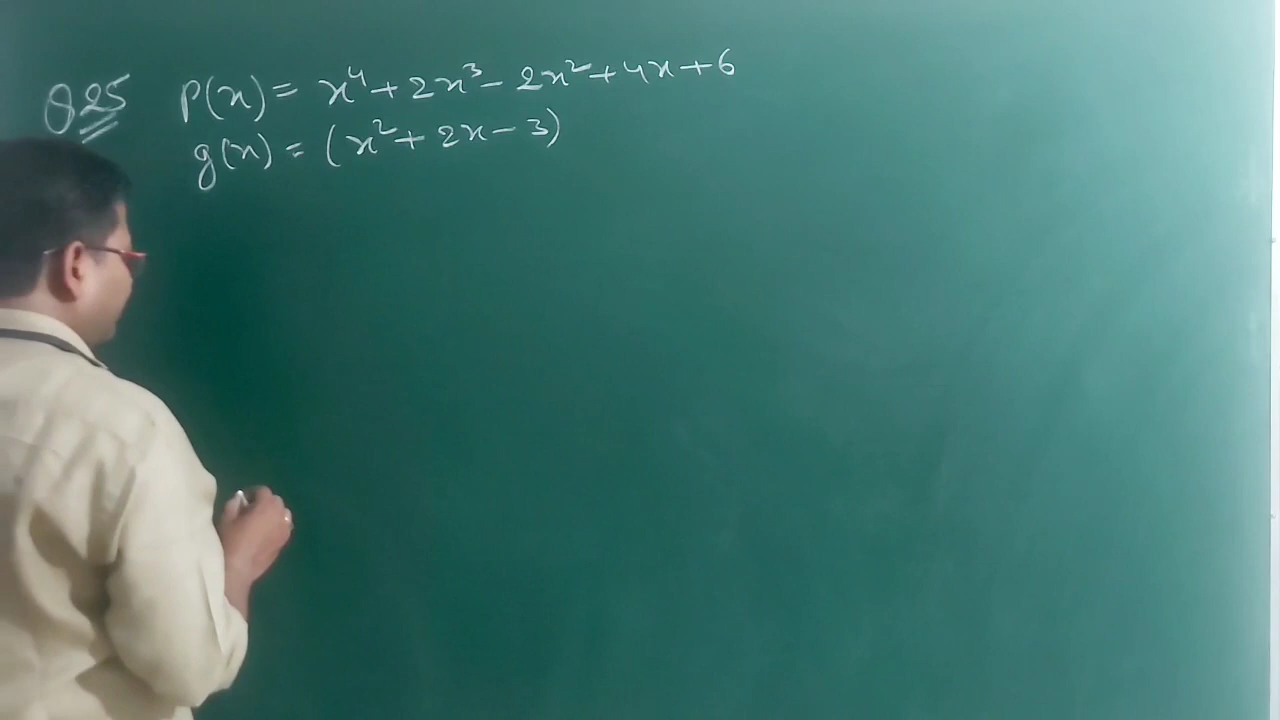 Q25 P(x) = x⁴ + 2x³ - 2x² + 4x + 6
g(x) = (x² + 2x - 3)